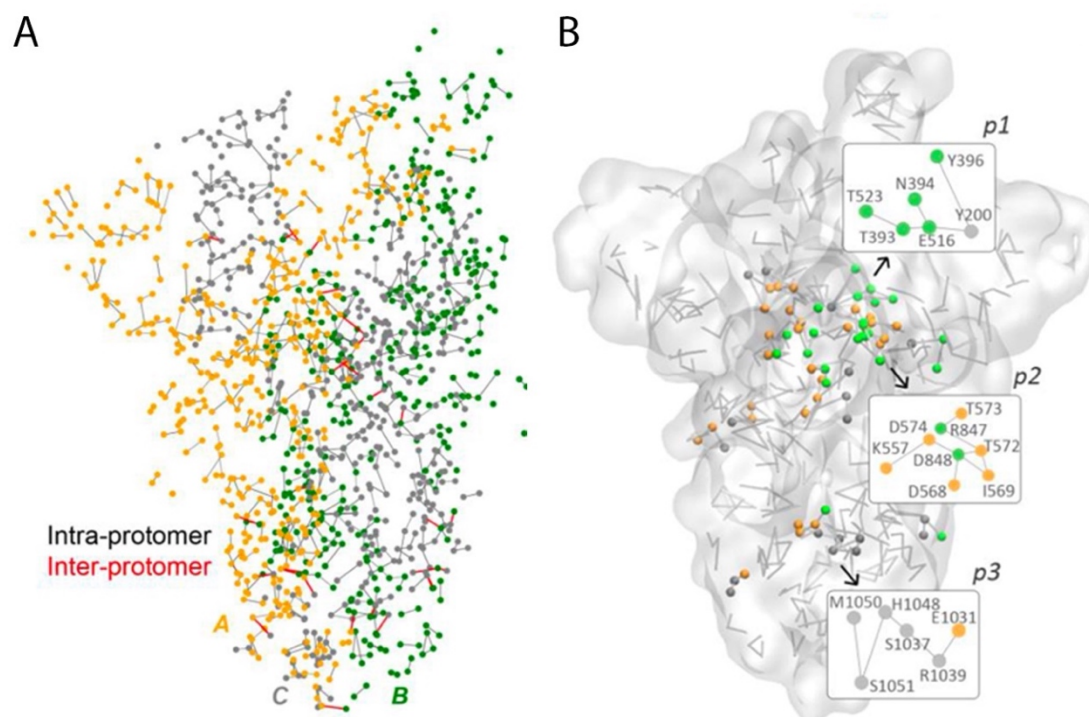 A
B
p1
Y396
N394
T523
Y200
T393
E516
p2
T573
D574
R847
K557
T572
D848
D568
I569
Intra-protomer
Inter-protomer
p3
M1050
H1048
E1031
S1037
R1039
S1051
A
C
B